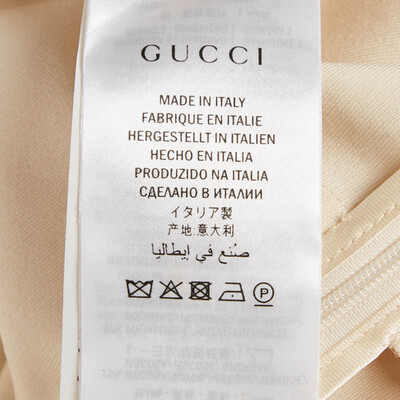 GUCCI
MADE IN ITALY
FABRIQUE EN ITALIE
HERGESTELLT IN ITALIEN
HECHO EN ITALIA
PRODUZIDO NA ITALIA
СДЕЛАНО В ИТАЛИИ
イタリア製
产地:意大利
صُنع في إيطاليا
P